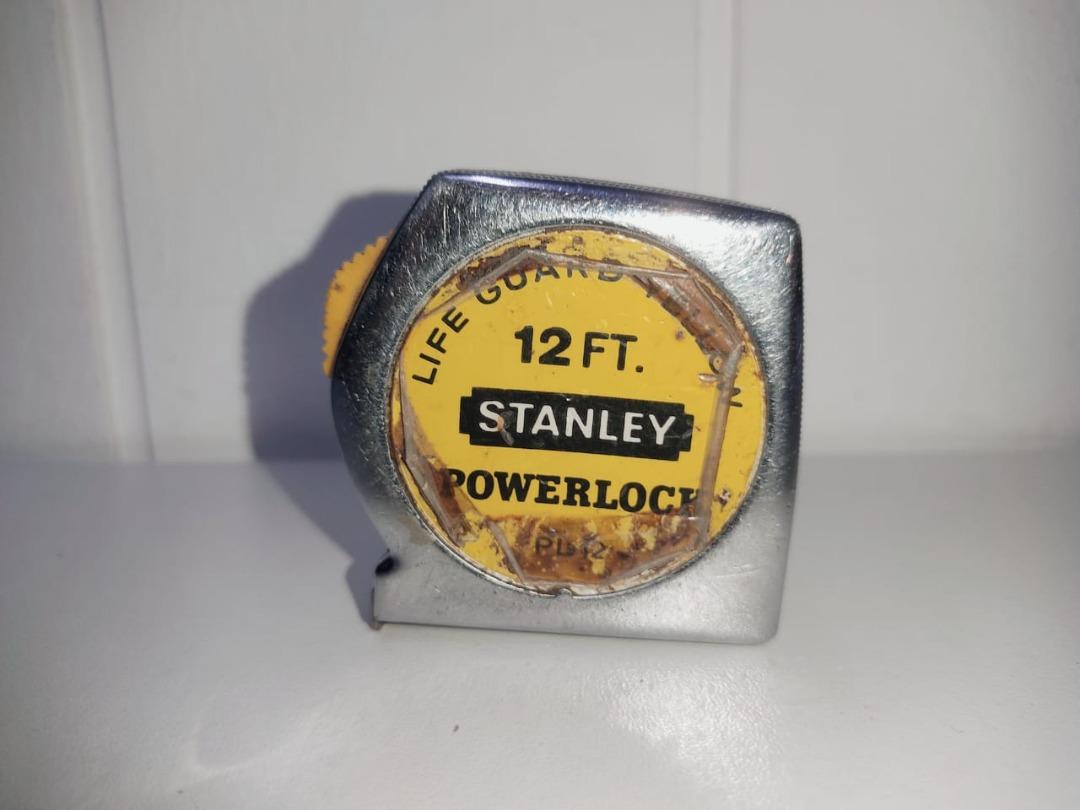 LIFE GUARD
12 FT.
STANLEY
POWERLOCK
PL12